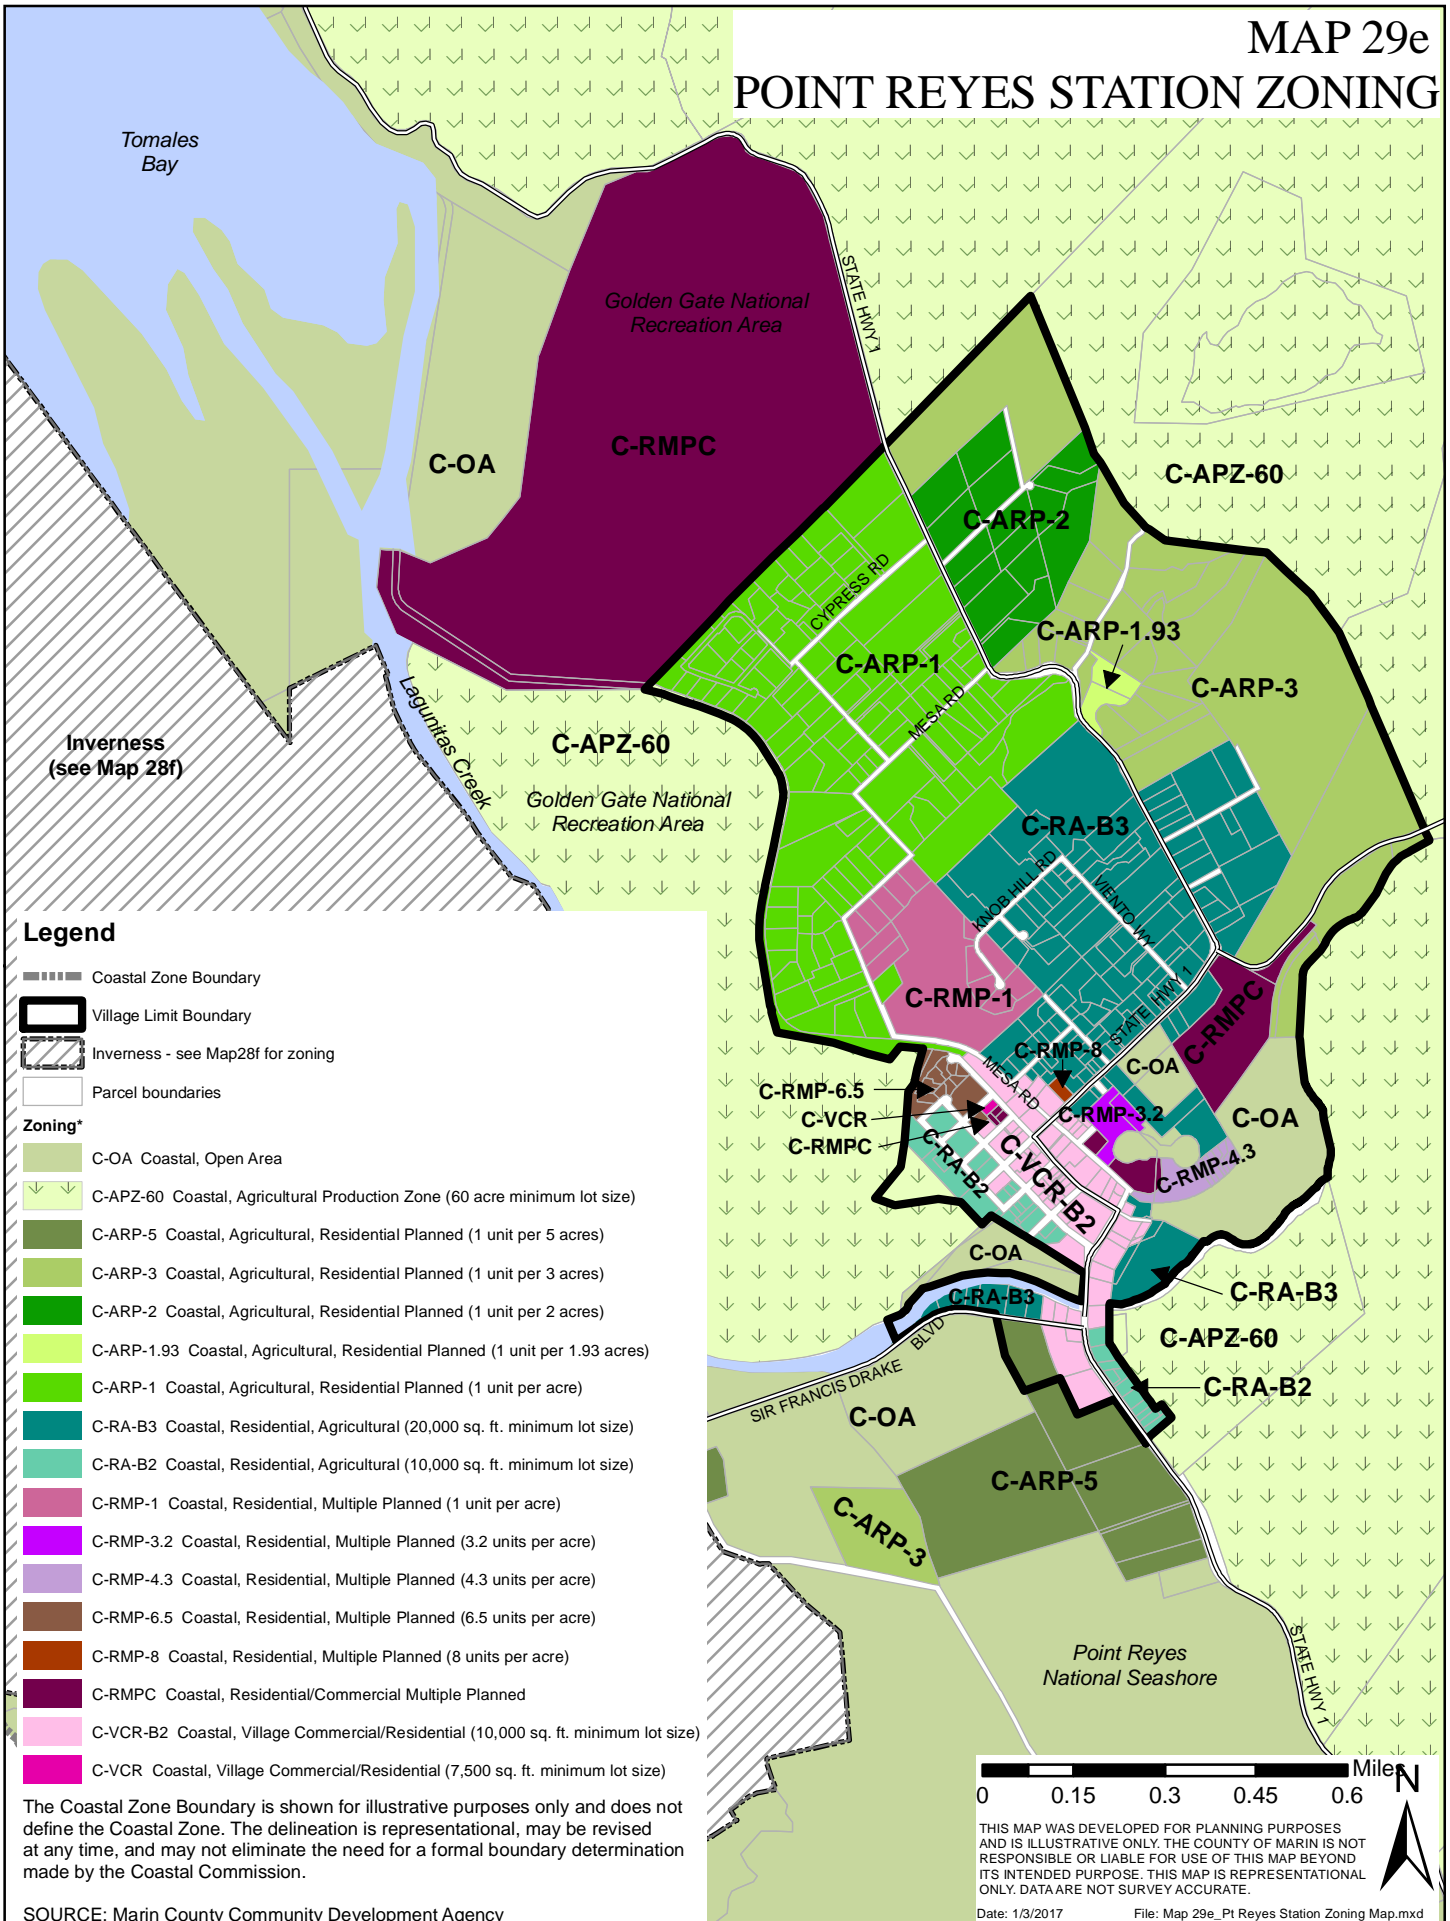 MAP 29e
POINT REYES STATION ZONING
Tomales
Bay
Golden Gate National
Recreation Area
STATE HWY 1
C-RMPC
C-OA
C-APZ-60
C-ARP-2
CYPRESS RD
C-ARP-1.93
C-ARP-1
C-ARP-3
MESA RD
Lagunitas Creek
Inverness
(see Map 28f)
C-APZ-60
Golden Gate National
Recreation Area
C-RA-B3
KNOB HILL RD
VIENTO WY
C-RMP-1
STATE HWY 1
C-RMPC
C-RMP-8
C-OA
MESA RD
C-RMP-6.5
C-VCR
C-RMPC
C-RMP-3.2
C-OA
C-RA-B2
C-VCR-B2
C-RMP-4.3
C-OA
C-RA-B3
C-RA-B3
C-APZ-60
SIR FRANCIS DRAKE BLVD
C-RA-B2
C-OA
C-ARP-5
C-ARP-3
Point Reyes
National Seashore
STATE HWY 1
Legend
Coastal Zone Boundary
Village Limit Boundary
Inverness - see Map28f for zoning
Parcel boundaries
Zoning*
C-OA Coastal, Open Area
C-APZ-60 Coastal, Agricultural Production Zone (60 acre minimum lot size)
C-ARP-5 Coastal, Agricultural, Residential Planned (1 unit per 5 acres)
C-ARP-3 Coastal, Agricultural, Residential Planned (1 unit per 3 acres)
C-ARP-2 Coastal, Agricultural, Residential Planned (1 unit per 2 acres)
C-ARP-1.93 Coastal, Agricultural, Residential Planned (1 unit per 1.93 acres)
C-ARP-1 Coastal, Agricultural, Residential Planned (1 unit per acre)
C-RA-B3 Coastal, Residential, Agricultural (20,000 sq. ft. minimum lot size)
C-RA-B2 Coastal, Residential, Agricultural (10,000 sq. ft. minimum lot size)
C-RMP-1 Coastal, Residential, Multiple Planned (1 unit per acre)
C-RMP-3.2 Coastal, Residential, Multiple Planned (3.2 units per acre)
C-RMP-4.3 Coastal, Residential, Multiple Planned (4.3 units per acre)
C-RMP-6.5 Coastal, Residential, Multiple Planned (6.5 units per acre)
C-RMP-8 Coastal, Residential, Multiple Planned (8 units per acre)
C-RMPC Coastal, Residential/Commercial Multiple Planned
C-VCR-B2 Coastal, Village Commercial/Residential (10,000 sq. ft. minimum lot size)
C-VCR Coastal, Village Commercial/Residential (7,500 sq. ft. minimum lot size)
The Coastal Zone Boundary is shown for illustrative purposes only and does not
define the Coastal Zone. The delineation is representational, may be revised
at any time, and may not eliminate the need for a formal boundary determination
made by the Coastal Commission.
SOURCE: Marin County Community Development Agency
Miles
0 0.15 0.3 0.45 0.6
N
THIS MAP WAS DEVELOPED FOR PLANNING PURPOSES
AND IS ILLUSTRATIVE ONLY. THE COUNTY OF MARIN IS NOT
RESPONSIBLE OR LIABLE FOR USE OF THIS MAP BEYOND
ITS INTENDED PURPOSE. THIS MAP IS REPRESENTATIONAL
ONLY. DATA ARE NOT SURVEY ACCURATE.
Date: 1/3/2017 File: Map 29e_Pt Reyes Station Zoning Map.mxd